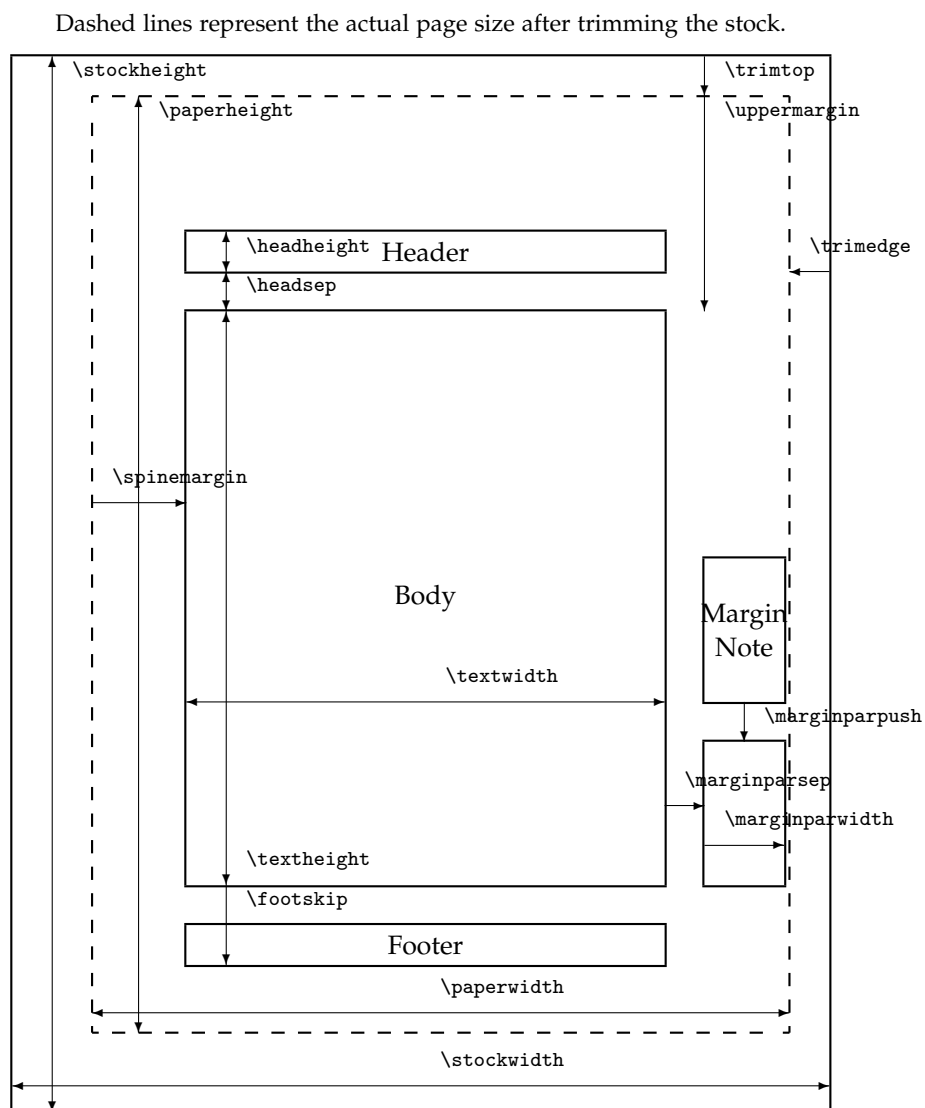 Dashed lines represent the actual page size after trimming the stock.
\stockheight
\trimtop
\paperheight
\uppermargin
\headheight
Header
\trimedge
\headsep
\spinemargin
Body
Margin
Note
\textwidth
\marginparpush
\marginparsep
\marginparwidth
\textheight
\footskip
Footer
\paperwidth
\stockwidth